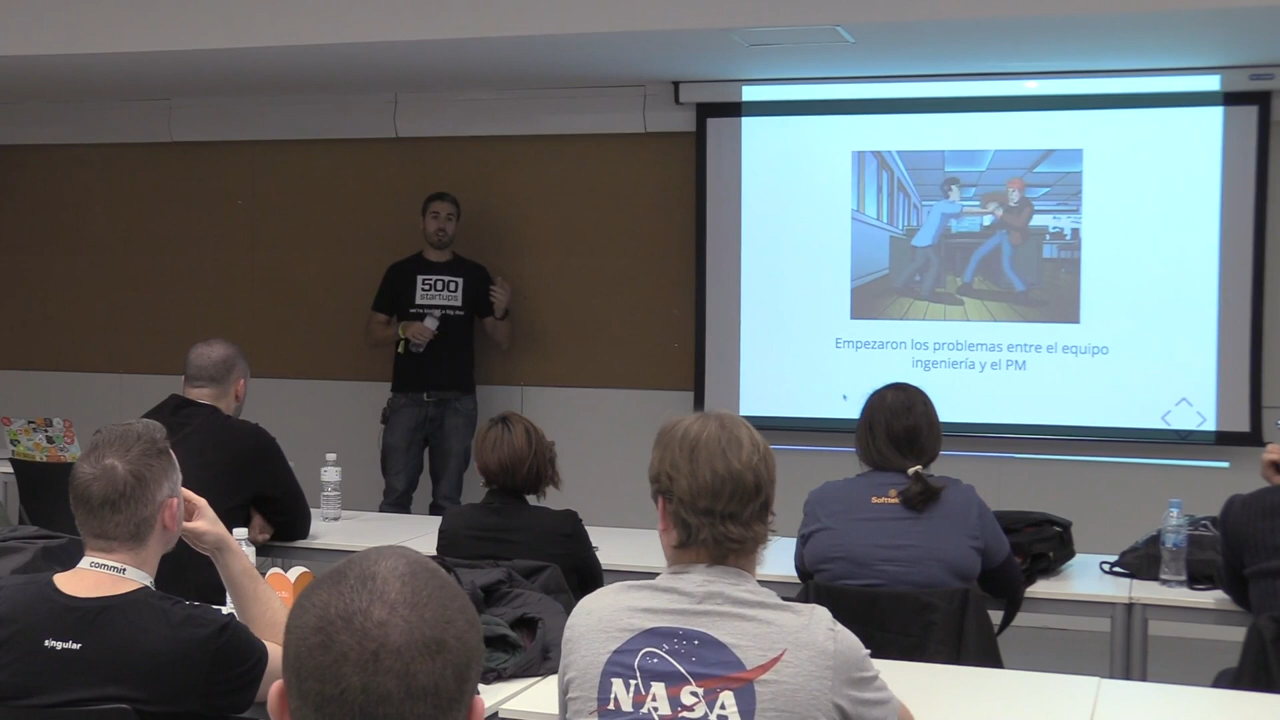 500
startups
Empezaron los problemas entre el equipo
ingeniería y el PM
commit
singular
NASA